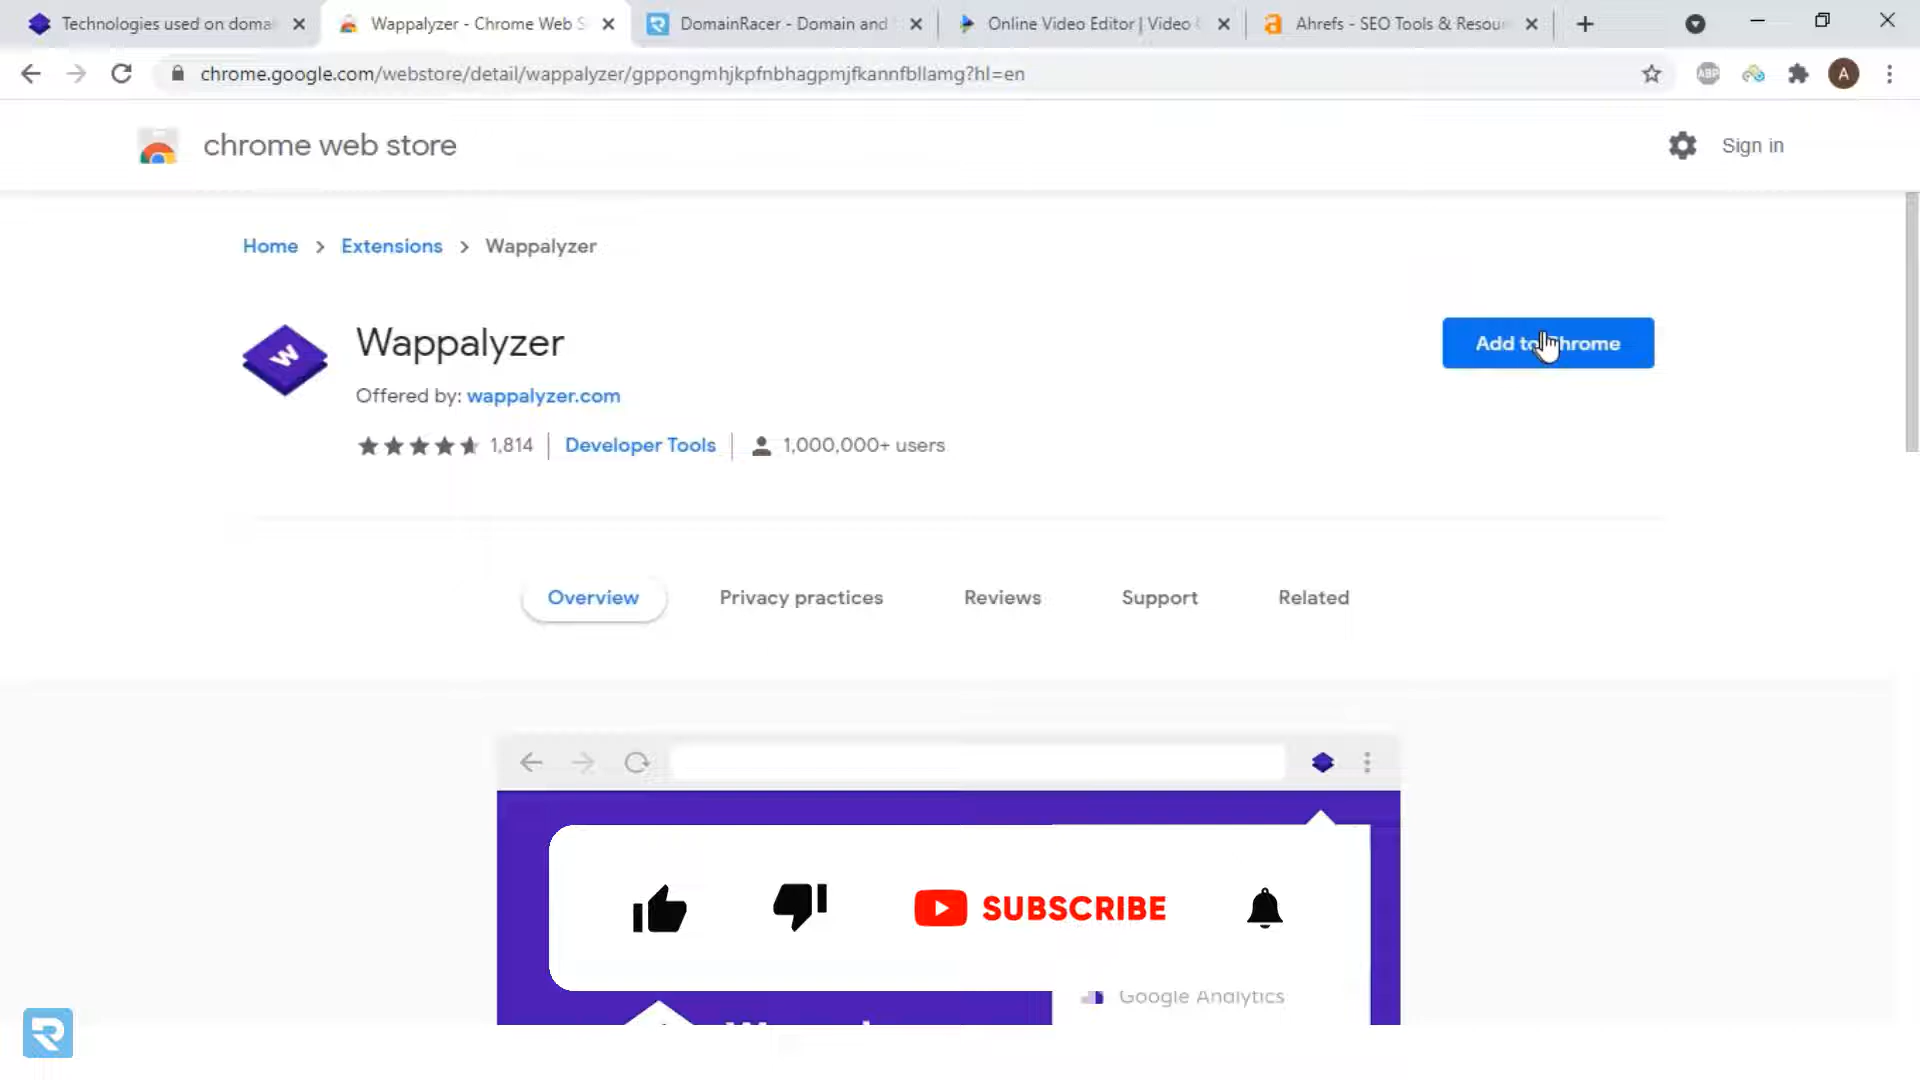 Technologies used on doma
Wappalyzer - Chrome Web S
DomainRacer - Domain and
Online Video Editor | Video
Ahrefs - SEO Tools & Resour
chrome.google.com/webstore/detail/wappalyzer/gppongmhjkpfnbhagpmjfkannfbllamg?hl=en
ABP
A
chrome web store
Sign in
Home > Extensions > Wappalyzer
W
Wappalyzer
Add to Chrome
Offered by: wappalyzer.com
1,814
Developer Tools
1,000,000+ users
Overview
Privacy practices
Reviews
Support
Related
SUBSCRIBE
Google Analytics
R